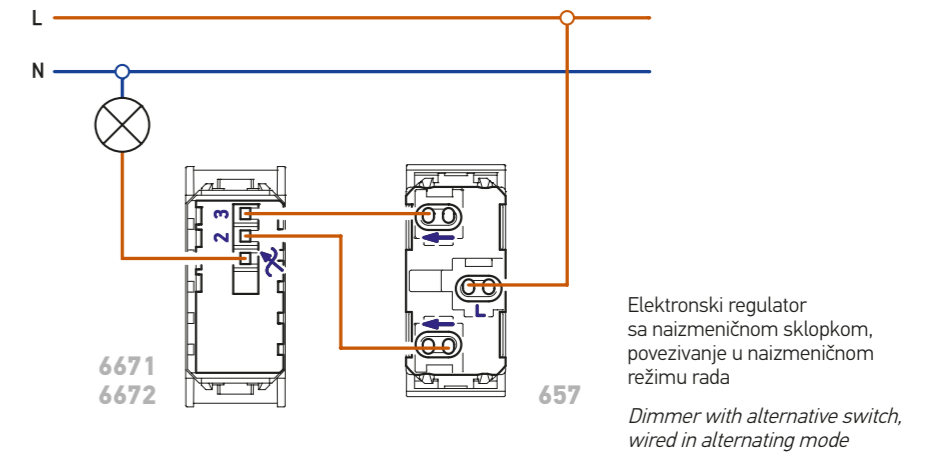 L
N
3
2
L
6671
6672
657
Elektronski regulator
sa naizmeničnom sklopkom,
povezivanje u naizmeničnom
režimu rada
Dimmer with alternative switch,
wired in alternating mode